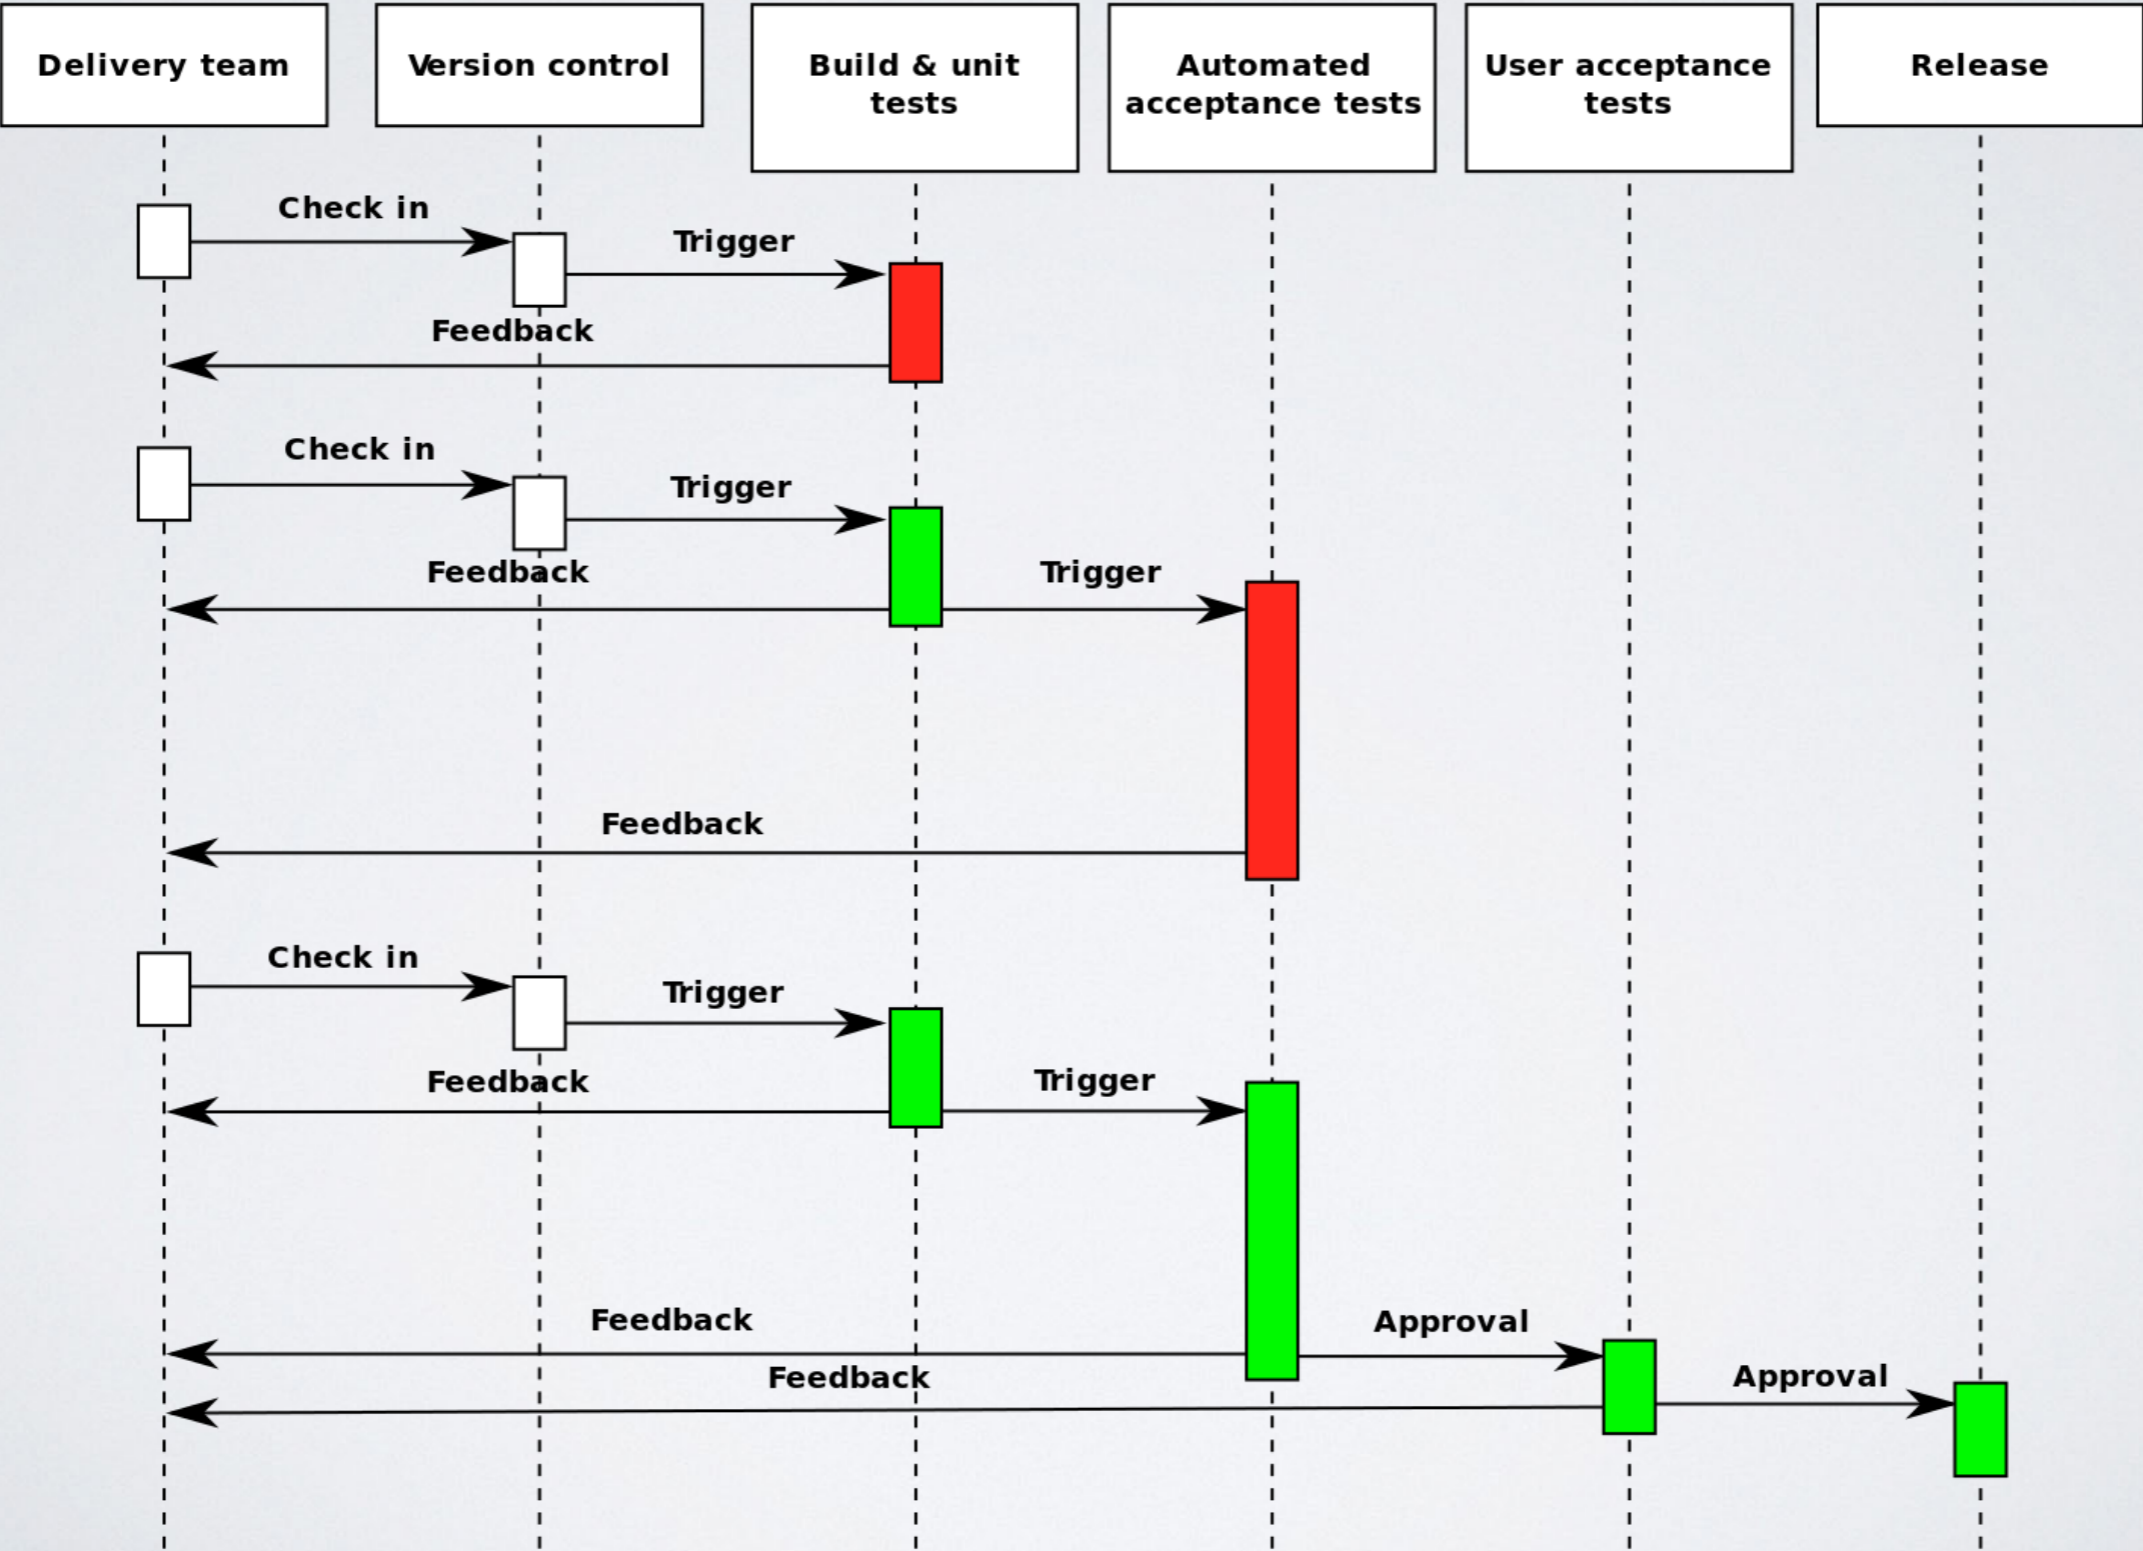 Delivery team
Version control
Build & unit
tests
Automated
acceptance tests
User acceptance
tests
Release
Check in
Trigger
Feedback
Check in
Trigger
Feedback
Trigger
Feedback
Check in
Trigger
Feedback
Trigger
Feedback
Approval
Feedback
Approval